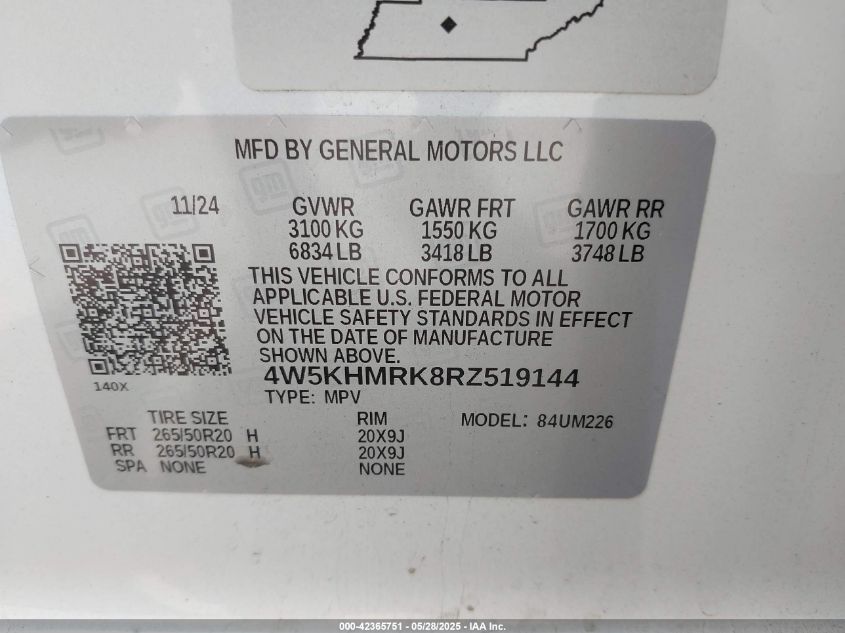 MFD BY GENERAL MOTORS LLC
11/24 GVWR GAWR FRT GAWR RR
3100 KG 1550 KG 1700 KG
6834 LB 3418 LB 3748 LB
THIS VEHICLE CONFORMS TO ALL
APPLICABLE U.S. FEDERAL MOTOR
VEHICLE SAFETY STANDARDS IN EFFECT
ON THE DATE OF MANUFACTURE
SHOWN ABOVE.
140X 4W5KHMRK8RZ519144
TYPE: MPV
TIRE SIZE RIM MODEL: 84UM226
FRT 265/50R20 H 20X9J
RR 265/50R20 H 20X9J
SPA NONE NONE
000-42365751 - 05/28/2025 - IAA Inc.